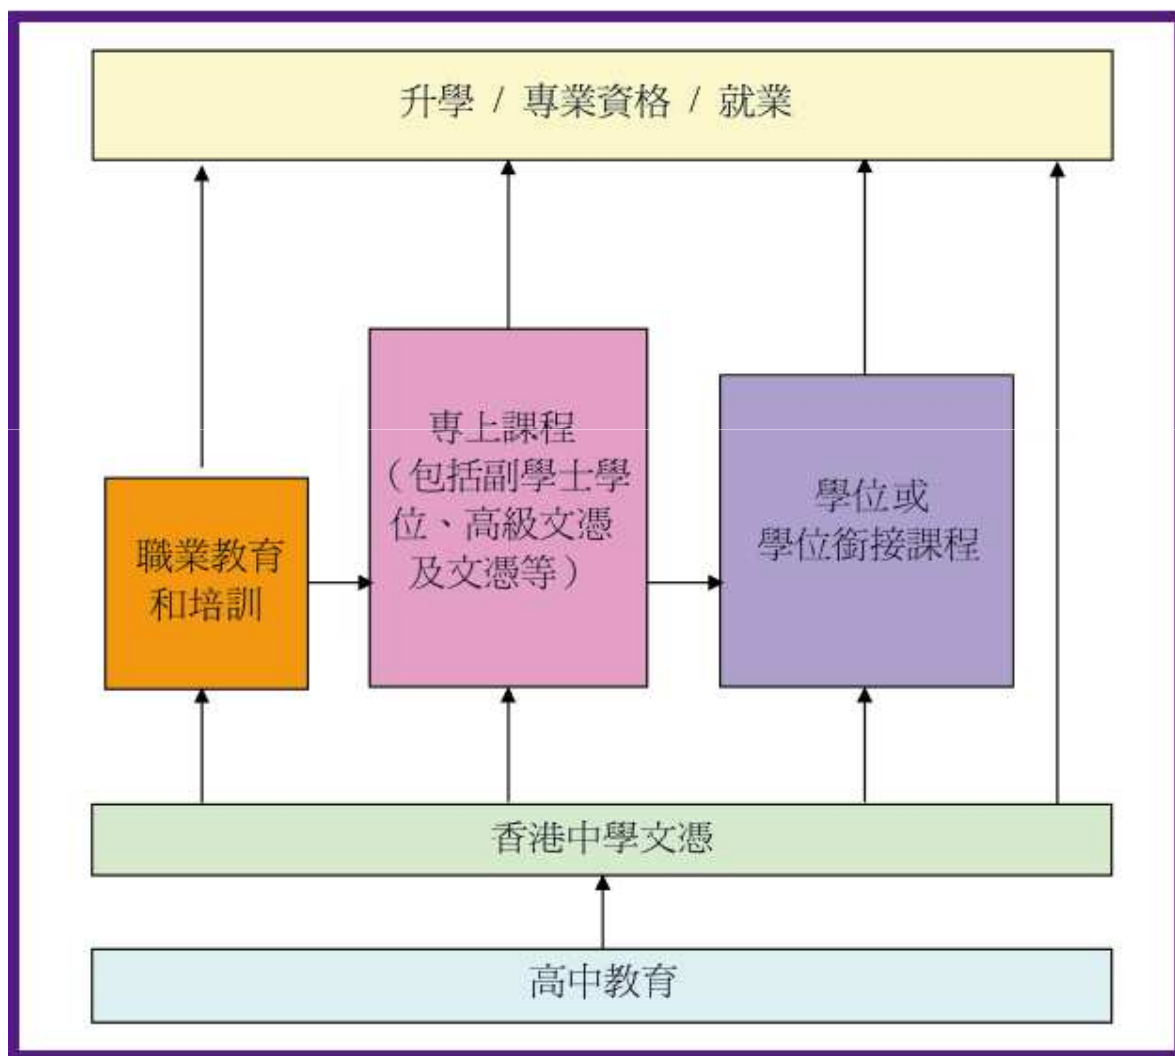 升學 / 專業資格 / 就業
專上課程
（包括副學士學
位、高級文憑
及文憑等）
學位或
學位銜接課程
職業教育
和培訓
香港中學文憑
高中教育